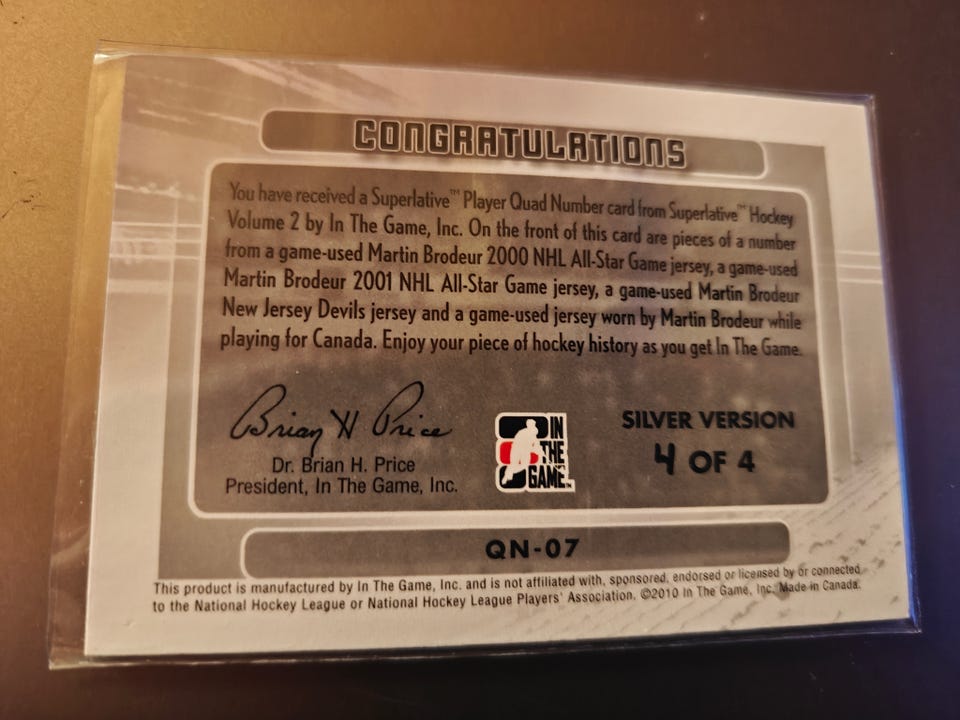 CONGRATULATIONS
You have received a Superlative™ Player Quad Number card from Superlative™ Hockey
Volume 2 by In The Game, Inc. On the front of this card are pieces of a number
from a game-used Martin Brodeur 2000 NHL All-Star Game jersey, a game-used
Martin Brodeur 2001 NHL All-Star Game jersey, a game-used Martin Brodeur
New Jersey Devils jersey and a game-used jersey worn by Martin Brodeur while
playing for Canada. Enjoy your piece of hockey history as you get In The Game.
Brian H Price
Dr. Brian H. Price
President, In The Game, Inc.
IN
THE
GAME
SILVER VERSION
4 OF 4
QN-07
This product is manufactured by In The Game, Inc. and is not affiliated with, sponsored, endorsed or licensed by or connected
to the National Hockey League or National Hockey League Players' Association. ©2010 In The Game, Inc. Made in Canada.